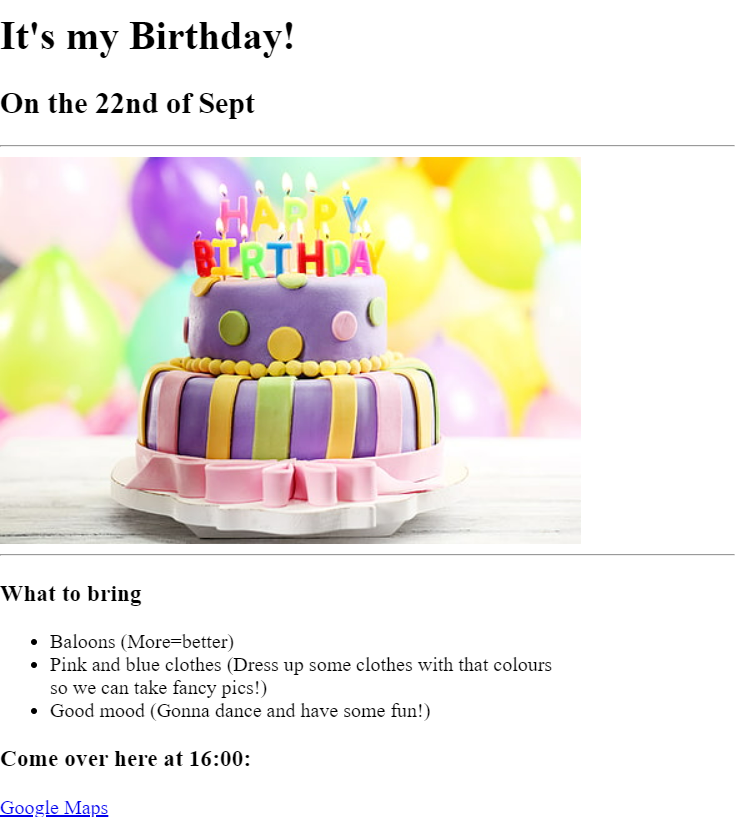 It's my Birthday!
On the 22nd of Sept
HAPPY
BIRTHDAY
What to bring
Baloons (More=better)
Pink and blue clothes (Dress up some clothes with that colours
so we can take fancy pics!)
Good mood (Gonna dance and have some fun!)
Come over here at 16:00:
Google Maps